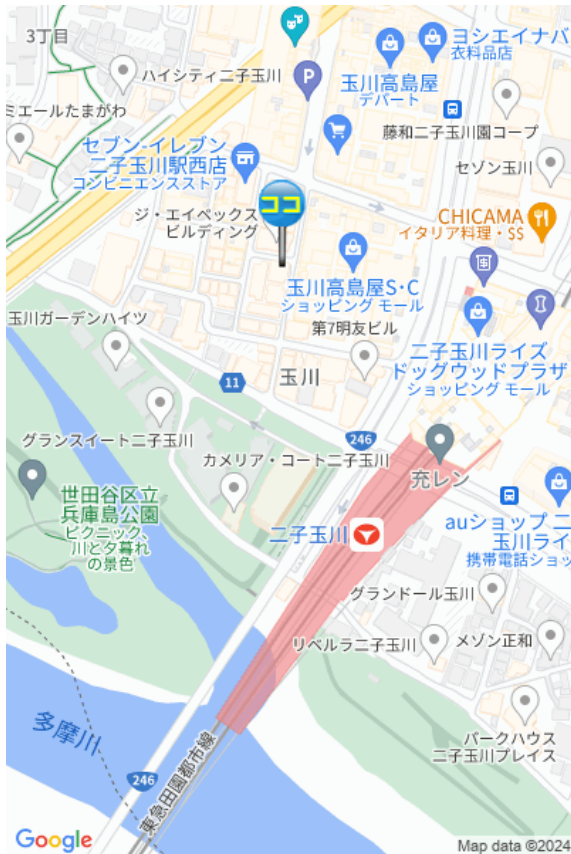 3丁目
ヨシエイナバ
衣料品店
ハイシティ二子玉川
P
玉川高島屋
デパート
ミエールたまがわ
藤和二子玉川園コープ
セブン-イレブン
二子玉川駅西店
コンビニエンスストア
セゾン玉川
ココ
ジ・エイペックス
ビルディング
CHICAMA
イタリア料理・$$
玉川高島屋S・C
ショッピング モール
玉川ガーデンハイツ
第7明友ビル
二子玉川ライズ
ドッグウッドプラザ
ショッピング モール
玉川
11
246
グランスイート二子玉川
カメリア・コート二子玉川
充レン
世田谷区立
兵庫島公園
ピクニック、
川と夕暮れ
の景色
二子玉川
auショップ 二
玉川ライ
携帯電話ショッ
グランドール玉川
リベルラ二子玉川
メゾン正和
多摩川
パークハウス
二子玉川プレイス
東急田園都市線
246
Google
Map data ©2024